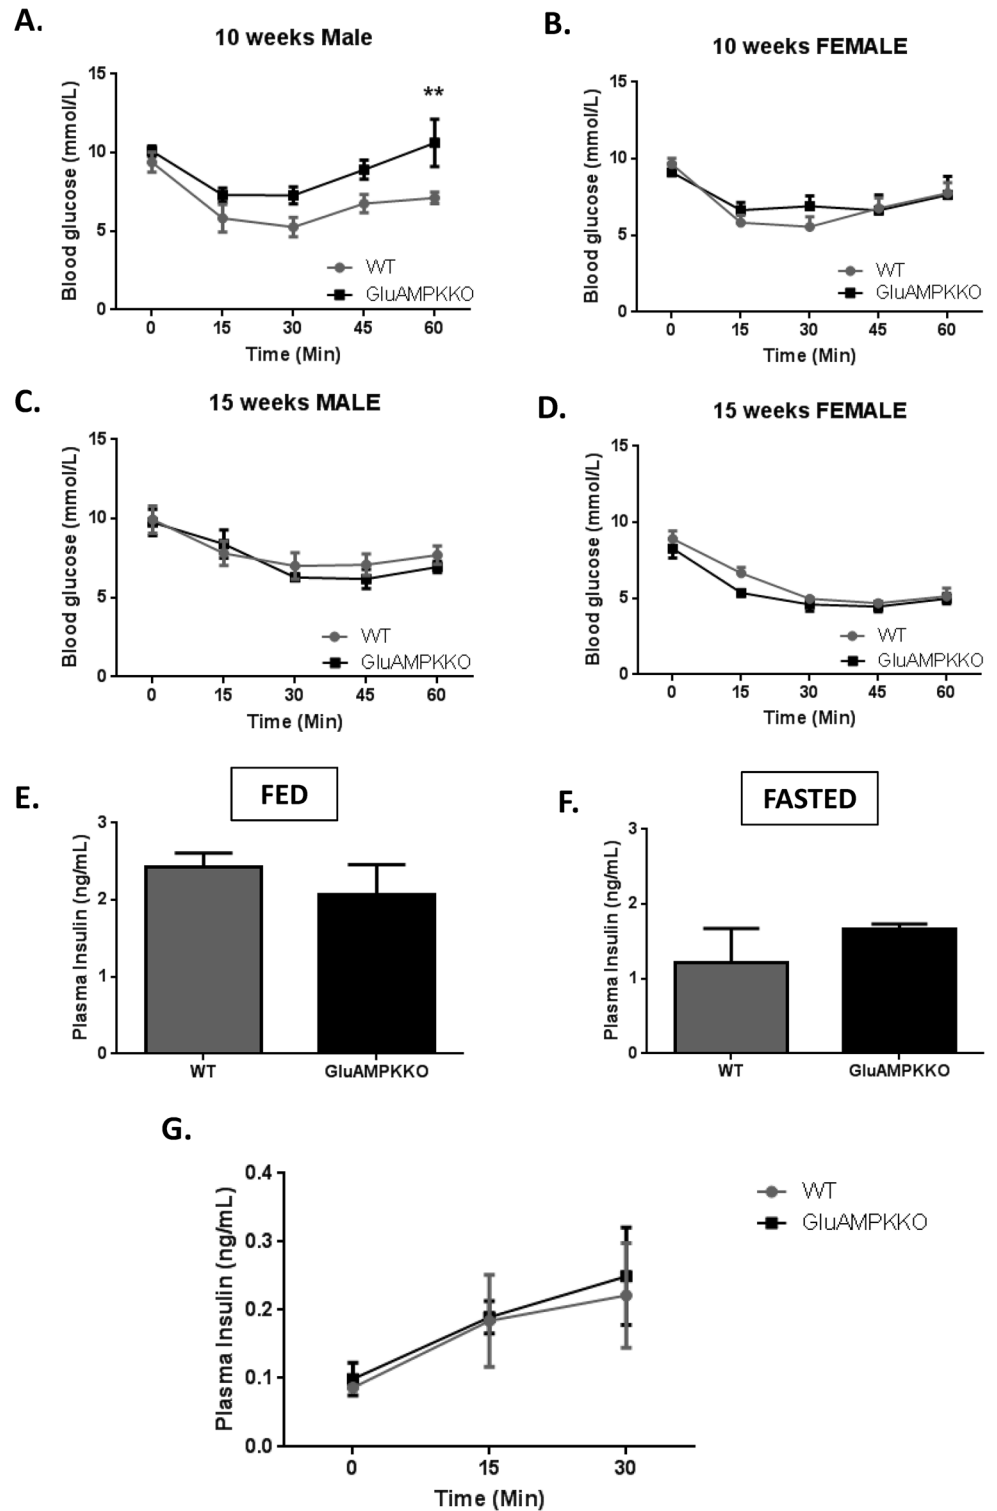 A.
10 weeks Male
Blood glucose (mmol/L)
15
10
5
0
**
WT
GluAMPKKO
0 15 30 45 60
Time (Min)
B.
10 weeks FEMALE
Blood glucose (mmol/L)
15
10
5
0
WT
GluAMPKKO
0 15 30 45 60
Time (Min)
C.
15 weeks MALE
Blood glucose (mmol/L)
15
10
5
0
WT
GluAMPKKO
0 15 30 45 60
Time (Min)
D.
15 weeks FEMALE
Blood glucose (mmol/L)
15
10
5
0
WT
GluAMPKKO
0 15 30 45 60
Time (Min)
E.
FED
Plasma Insulin (ng/mL)
3
2
1
0
WT GluAMPKKO
F.
FASTED
Plasma Insulin (ng/mL)
3
2
1
0
WT GluAMPKKO
G.
Plasma Insulin (ng/mL)
0.4
0.3
0.2
0.1
0.0
WT
GluAMPKKO
0 15 30
Time (Min)